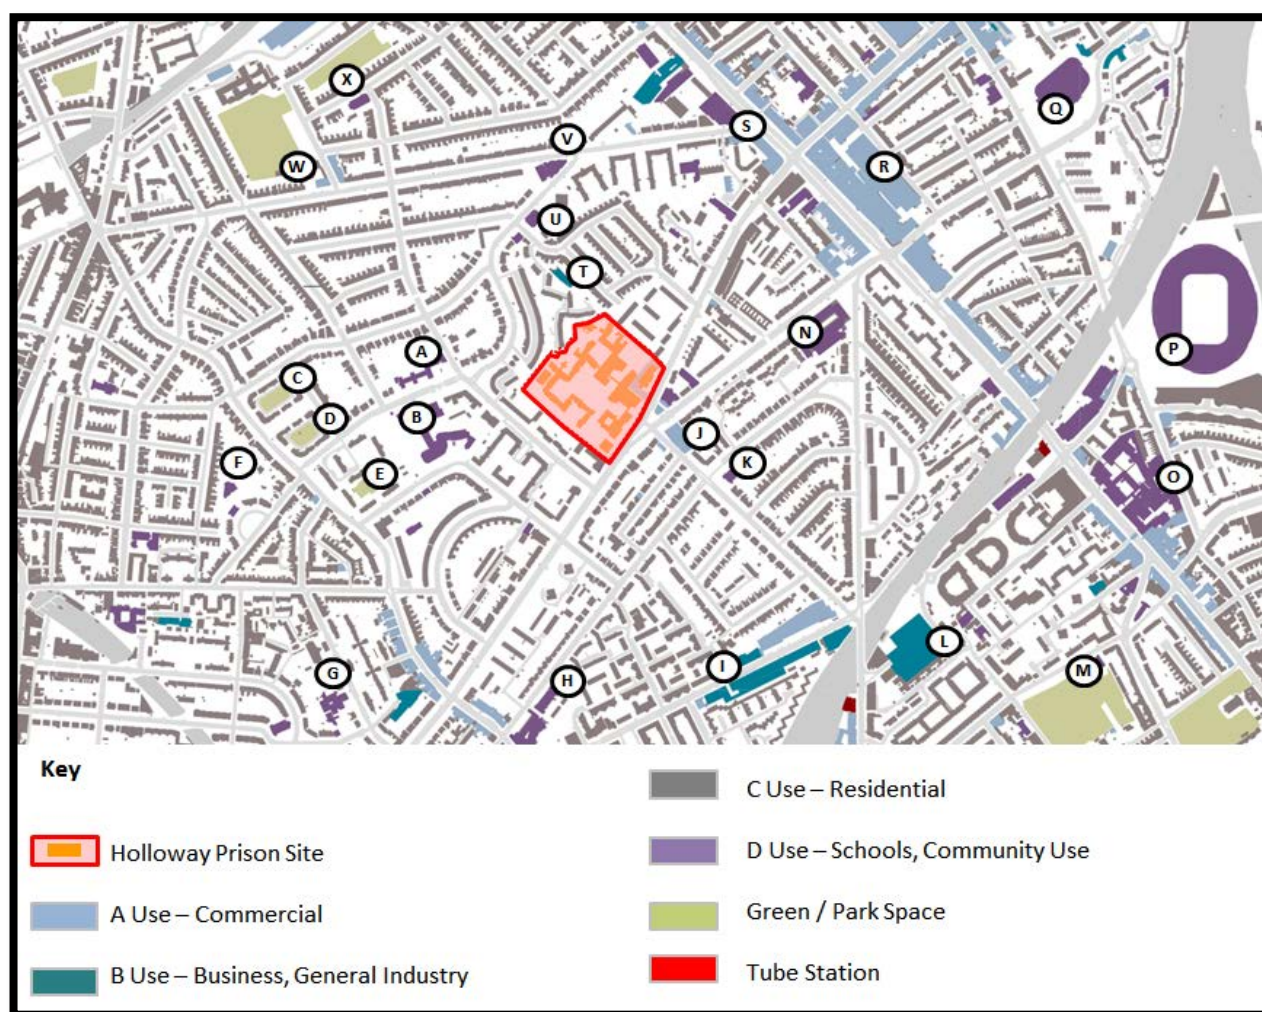 X
Q
V
S
W
R
U
T
N
A
P
C
D
B
J
F
K
E
O
L
I
M
G
H
Key
C Use – Residential
Holloway Prison Site
D Use – Schools, Community Use
A Use – Commercial
Green / Park Space
B Use – Business, General Industry
Tube Station